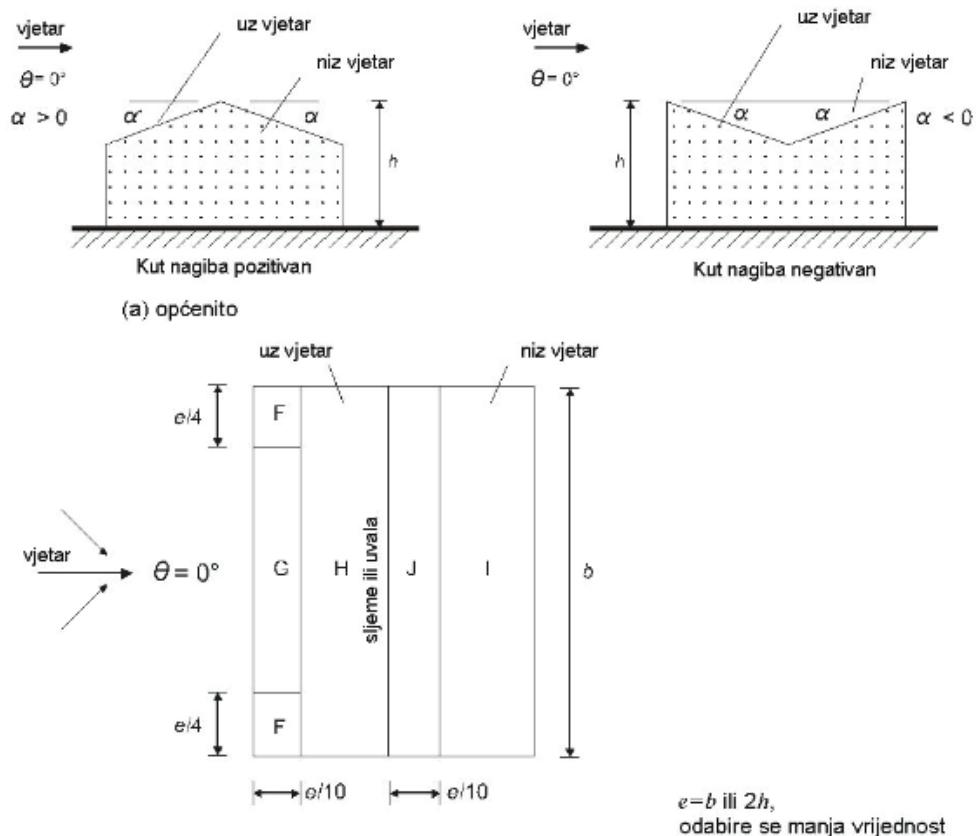 vjetar
uz vjetar
niz vjetar
θ = 0°
α > 0
α
α
h
Kut nagiba pozitivan
vjetar
uz vjetar
niz vjetar
θ = 0°
α
α
α < 0
h
Kut nagiba negativan
(a) općenito
uz vjetar
niz vjetar
e/4
F
vjetar
θ = 0°
G
H
sljeme ili uvala
J
I
b
e/4
F
e/10
e/10
e=b ili 2h,
odabire se manja vrijednost